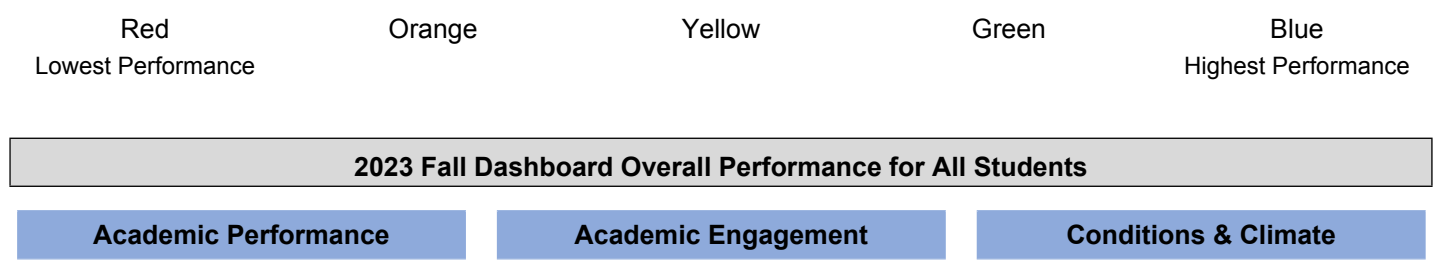 Red Orange Yellow Green Blue
Lowest Performance Highest Performance
2023 Fall Dashboard Overall Performance for All Students
Academic Performance Academic Engagement Conditions & Climate